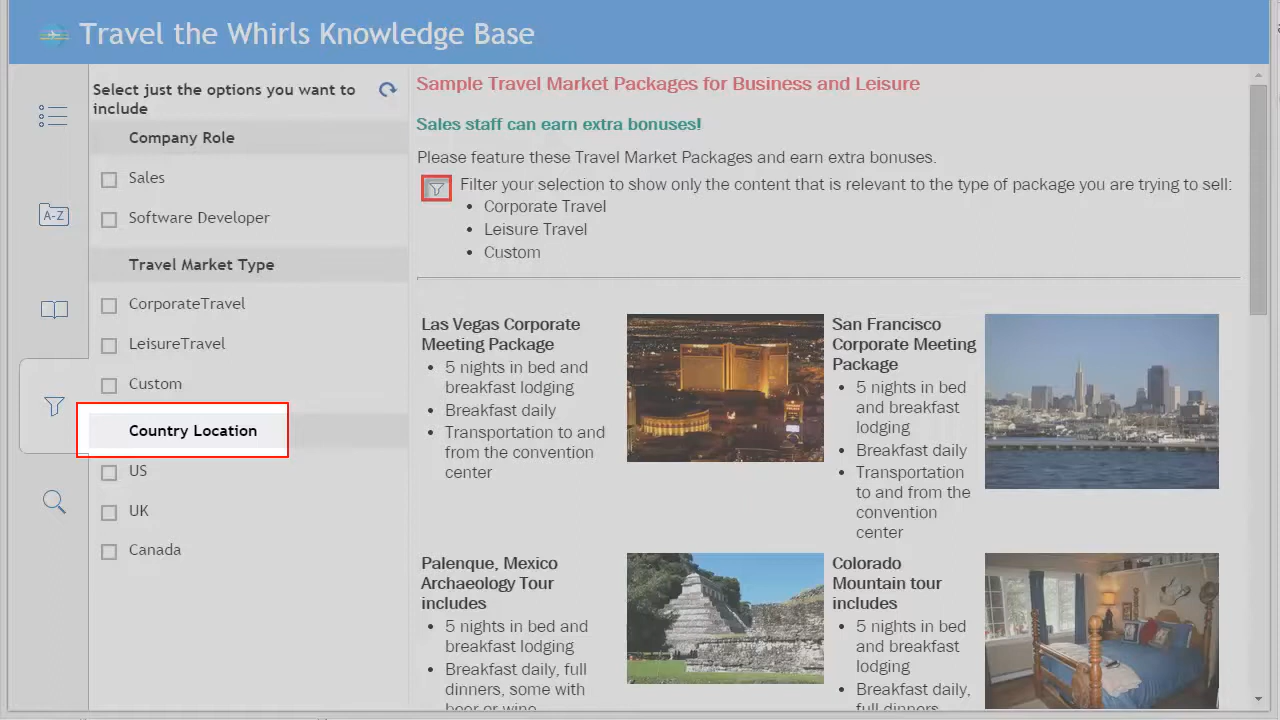 Travel the Whirls Knowledge Base
Select just the options you want to
include
Company Role
Sales
Software Developer
Travel Market Type
CorporateTravel
LeisureTravel
Custom
Country Location
US
UK
Canada
A-Z
Sample Travel Market Packages for Business and Leisure
Sales staff can earn extra bonuses!
Please feature these Travel Market Packages and earn extra bonuses.
Filter your selection to show only the content that is relevant to the type of package you are trying to sell:
• Corporate Travel
• Leisure Travel
• Custom
Las Vegas Corporate
Meeting Package
• 5 nights in bed and
breakfast lodging
• Breakfast daily
• Transportation to and
from the convention
center
San Francisco
Corporate Meeting
Package
• 5 nights in bed
and breakfast
lodging
• Breakfast daily
• Transportation
to and from the
convention
center
Palenque, Mexico
Archaeology Tour
includes
• 5 nights in bed and
breakfast lodging
• Breakfast daily, full
dinners, some with
beer or wine
Colorado
Mountain tour
includes
• 5 nights in bed
and breakfast
lodging
• Breakfast daily,
full dinners